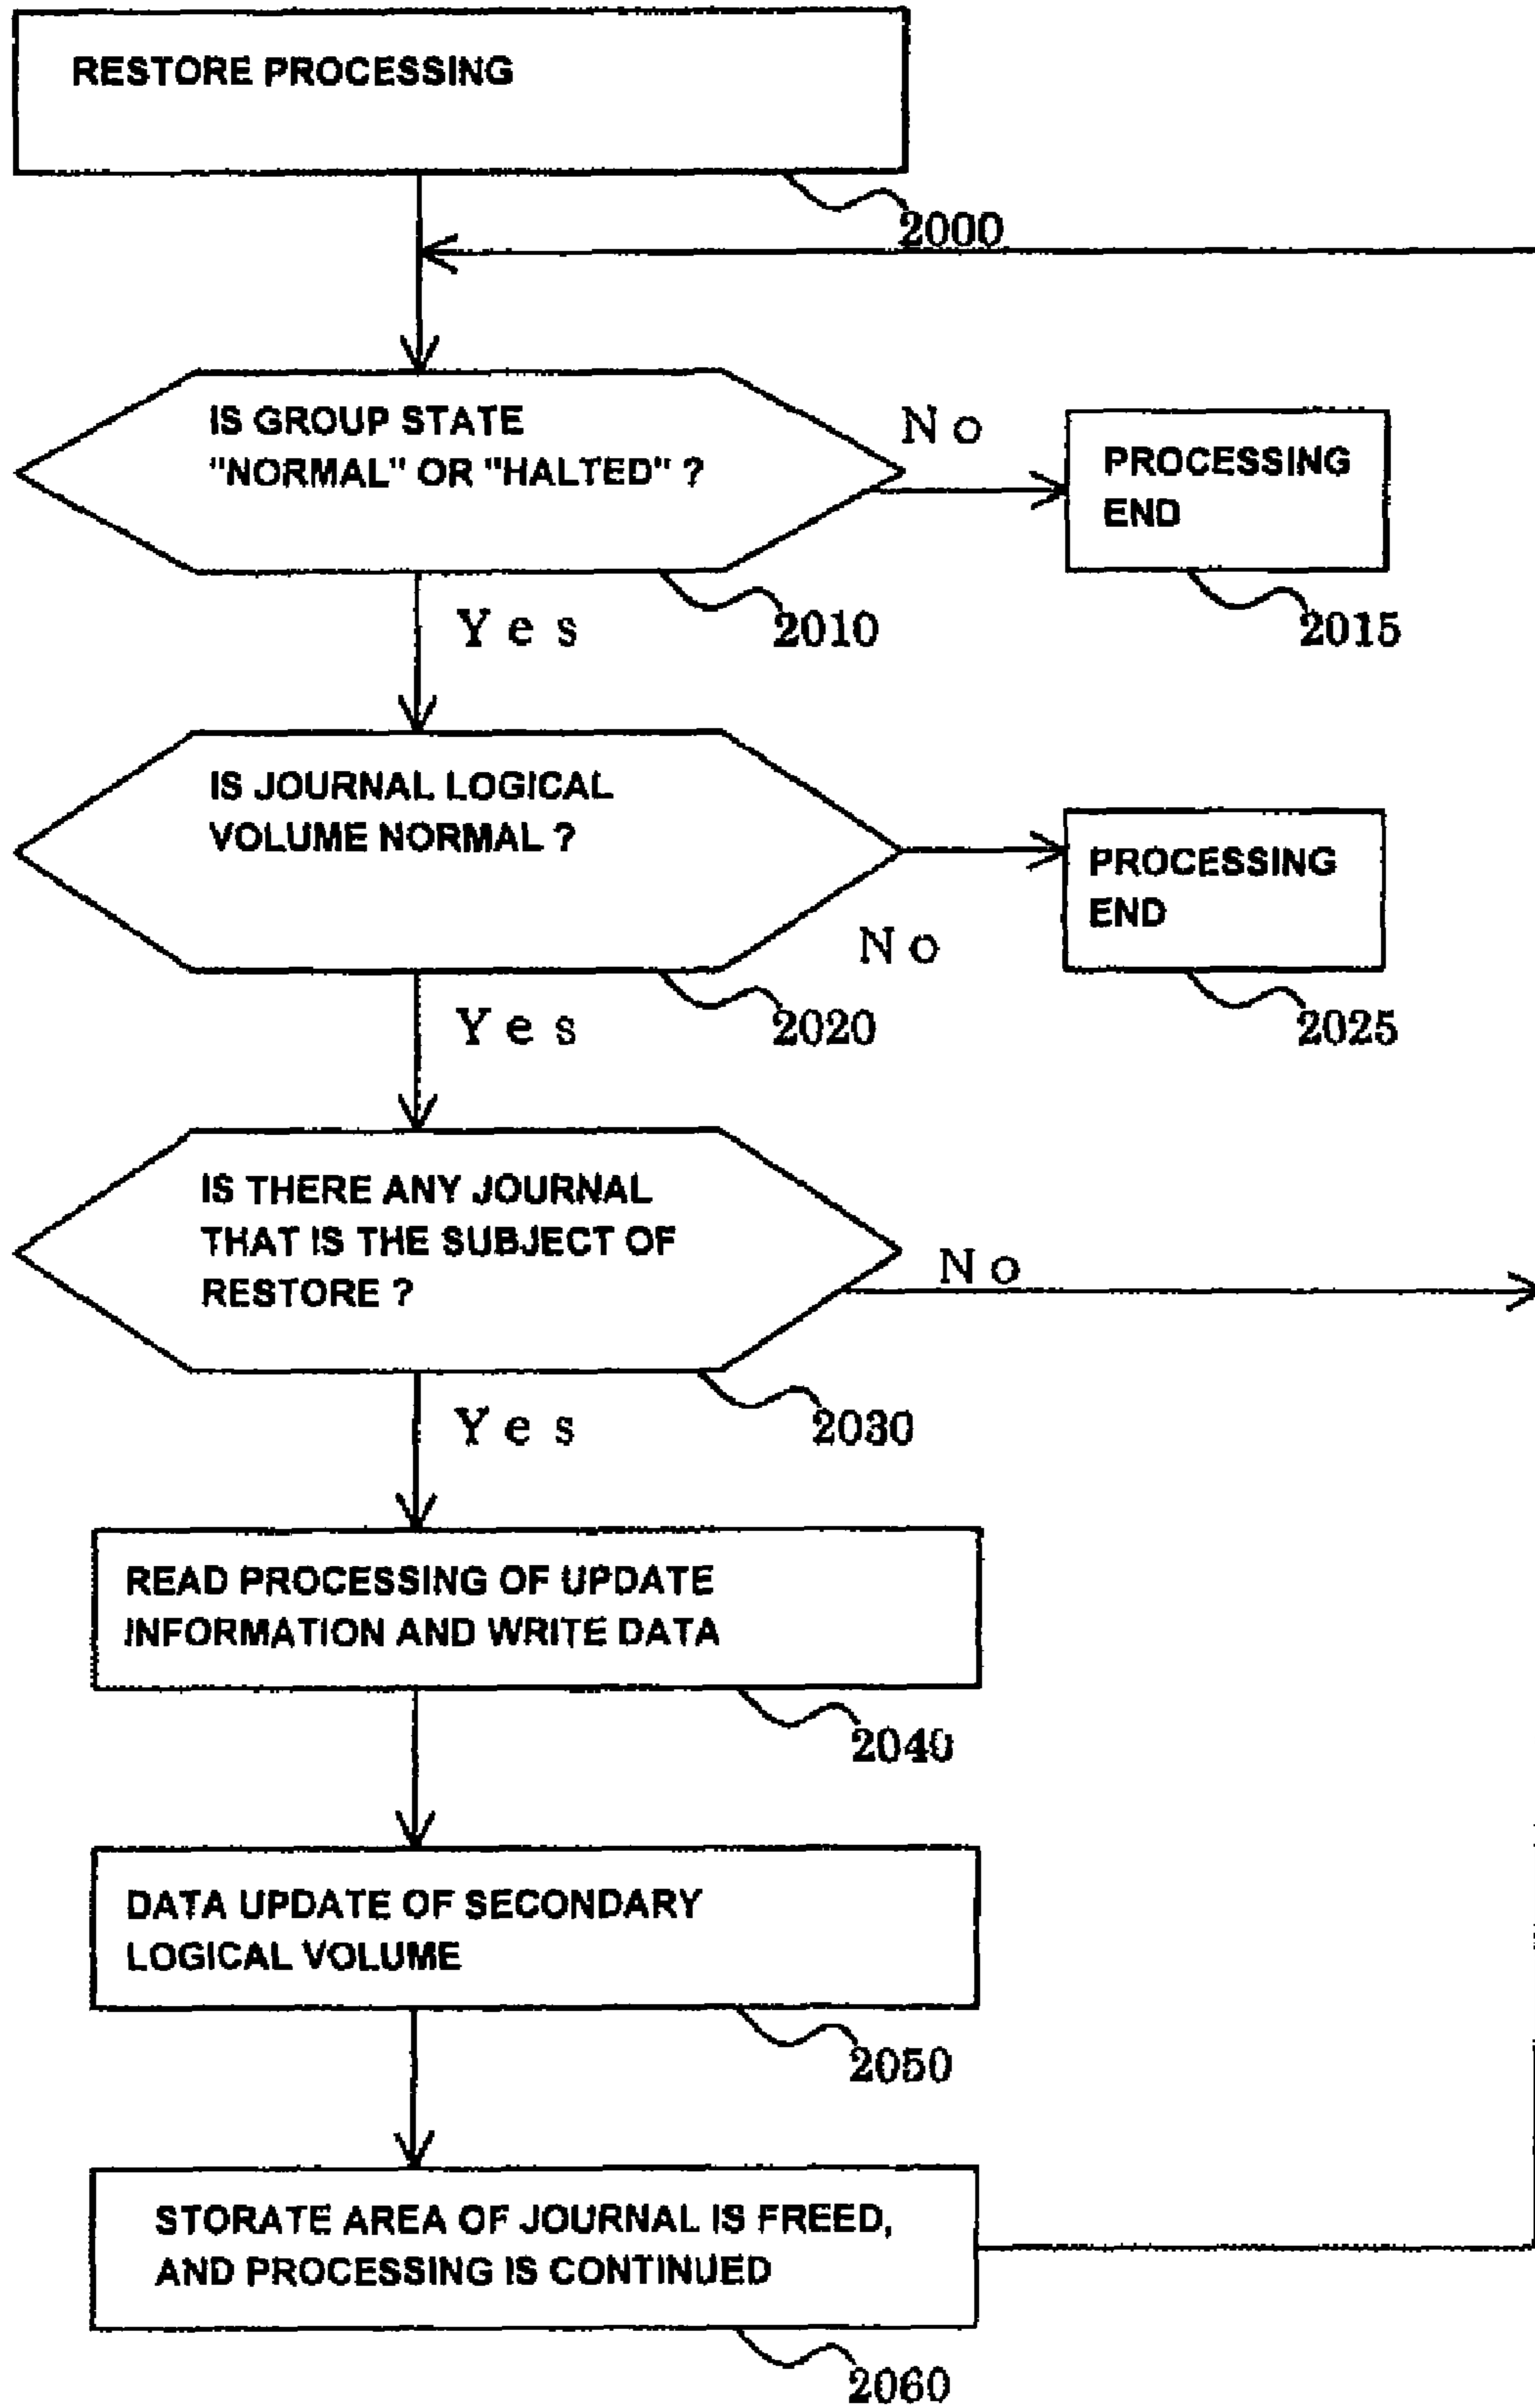 RESTORE PROCESSING
2000
IS GROUP STATE
"NORMAL" OR "HALTED" ?
No
PROCESSING
END
2010
2015
Yes
IS JOURNAL LOGICAL
VOLUME NORMAL ?
PROCESSING
END
No
2020
2025
Yes
IS THERE ANY JOURNAL
THAT IS THE SUBJECT OF
RESTORE ?
No
2030
Yes
READ PROCESSING OF UPDATE
INFORMATION AND WRITE DATA
2040
DATA UPDATE OF SECONDARY
LOGICAL VOLUME
2050
STORATE AREA OF JOURNAL IS FREED,
AND PROCESSING IS CONTINUED
2060